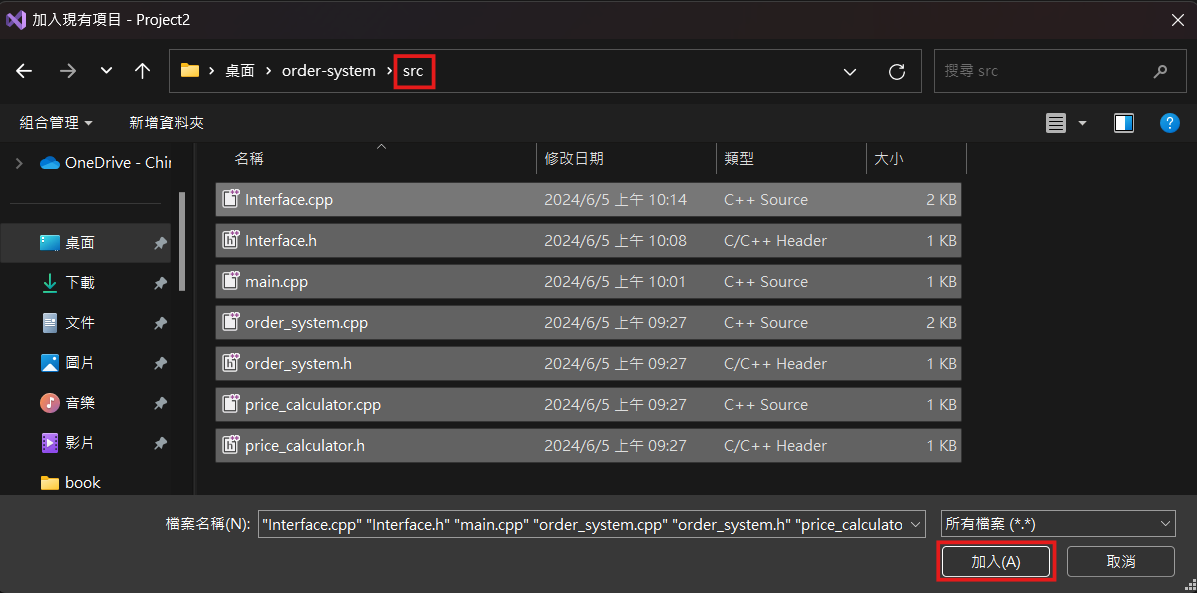 加入現有項目 - Project2
桌面 order-system src
搜尋 src
組合管理 新增資料夾
OneDrive - Chir
桌面
下載
文件
圖片
音樂
影片
book
名稱 修改日期 類型 大小
Interface.cpp 2024/6/5 上午 10:14 C++ Source 2 KB
Interface.h 2024/6/5 上午 10:08 C/C++ Header 1 KB
main.cpp 2024/6/5 上午 10:01 C++ Source 1 KB
order_system.cpp 2024/6/5 上午 09:27 C++ Source 2 KB
order_system.h 2024/6/5 上午 09:27 C/C++ Header 1 KB
price_calculator.cpp 2024/6/5 上午 09:27 C++ Source 1 KB
price_calculator.h 2024/6/5 上午 09:27 C/C++ Header 1 KB
檔案名稱(N): "Interface.cpp" "Interface.h" "main.cpp" "order_system.cpp" "order_system.h" "price_calculato
所有檔案 (*.*)
加入(A) 取消